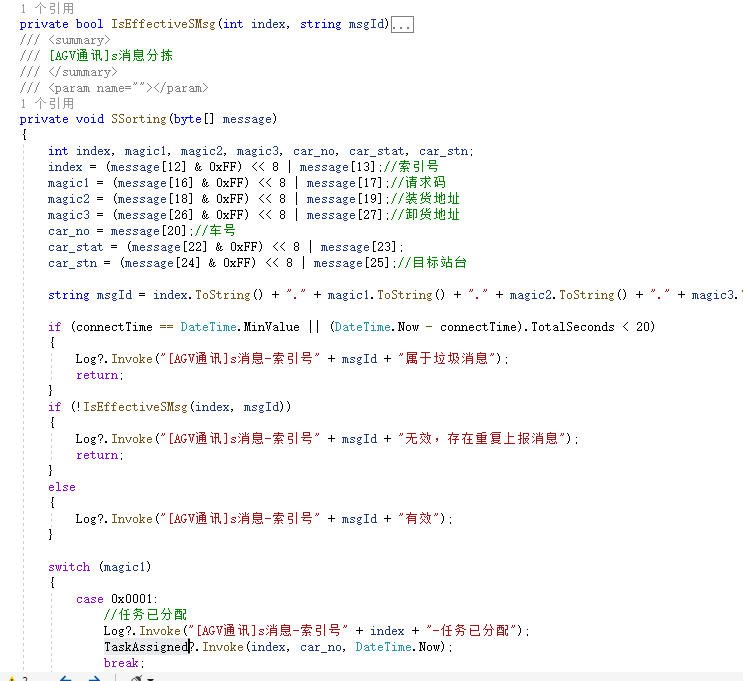 1 个引用
private bool IsEffectiveSMsg(int index, string msgId)...
/// <summary>
/// [AGV通讯]s消息分拣
/// </summary>
/// <param name=""></param>
1 个引用
private void SSorting(byte[] message)
{
int index, magic1, magic2, magic3, car_no, car_stat, car_stn;
index = (message[12] & 0xFF) << 8 | message[13];//索引号
magic1 = (message[16] & 0xFF) << 8 | message[17];//请求码
magic2 = (message[18] & 0xFF) << 8 | message[19];//装货地址
magic3 = (message[26] & 0xFF) << 8 | message[27];//卸货地址
car_no = message[20];//车号
car_stat = (message[22] & 0xFF) << 8 | message[23];
car_stn = (message[24] & 0xFF) << 8 | message[25];//目标站台
string msgId = index.ToString() + "." + magic1.ToString() + "." + magic2.ToString() + "." + magic3.
if (connectTime == DateTime.MinValue || (DateTime.Now - connectTime).TotalSeconds < 20)
{
Log?.Invoke("[AGV通讯]s消息-索引号" + msgId + "属于垃圾消息");
return;
}
if (!IsEffectiveSMsg(index, msgId))
{
Log?.Invoke("[AGV通讯]s消息-索引号" + msgId + "无效，存在重复上报消息");
return;
}
else
{
Log?.Invoke("[AGV通讯]s消息-索引号" + msgId + "有效");
}
switch (magic1)
{
case 0x0001:
//任务已分配
Log?.Invoke("[AGV通讯]s消息-索引号" + index + "-任务已分配");
TaskAssigned?.Invoke(index, car_no, DateTime.Now);
break;